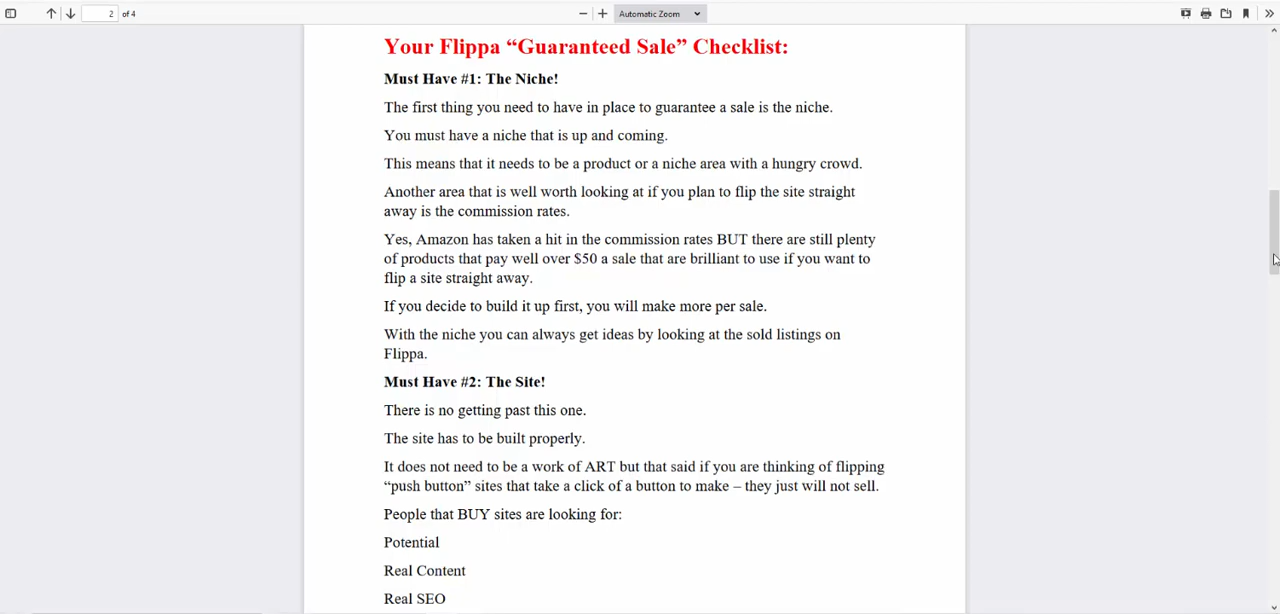 2 of 4
Automatic Zoom
Your Flippa “Guaranteed Sale” Checklist:
Must Have #1: The Niche!
The first thing you need to have in place to guarantee a sale is the niche.
You must have a niche that is up and coming.
This means that it needs to be a product or a niche area with a hungry crowd.
Another area that is well worth looking at if you plan to flip the site straight
away is the commission rates.
Yes, Amazon has taken a hit in the commission rates BUT there are still plenty
of products that pay well over $50 a sale that are brilliant to use if you want to
flip a site straight away.
If you decide to build it up first, you will make more per sale.
With the niche you can always get ideas by looking at the sold listings on
Flippa.
Must Have #2: The Site!
There is no getting past this one.
The site has to be built properly.
It does not need to be a work of ART but that said if you are thinking of flipping
“push button” sites that take a click of a button to make – they just will not sell.
People that BUY sites are looking for:
Potential
Real Content
Real SEO